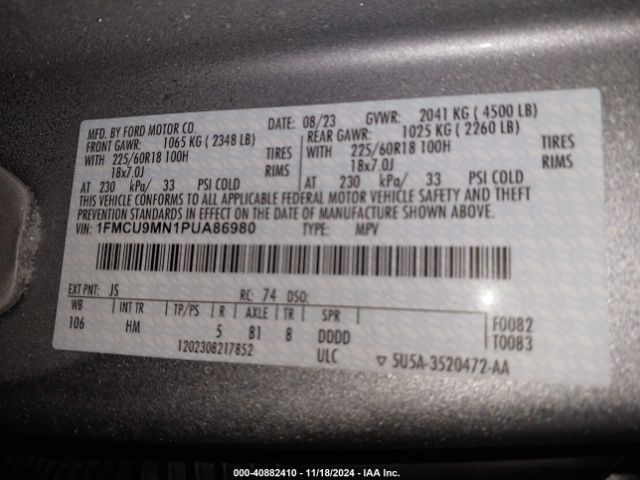 MFD. BY FORD MOTOR CO.
DATE: 08/23 GVWR: 2041 KG ( 4500 LB)
FRONT GAWR: 1065 KG ( 2348 LB) REAR GAWR: 1025 KG ( 2260 LB)
WITH 225/60R18 100H TIRES WITH 225/60R18 100H TIRES
18x7.0J RIMS 18x7.0J RIMS
AT 230 kPa/ 33 PSI COLD AT 230 kPa/ 33 PSI COLD
THIS VEHICLE CONFORMS TO ALL APPLICABLE FEDERAL MOTOR VEHICLE SAFETY AND THEFT
PREVENTION STANDARDS IN EFFECT ON THE DATE OF MANUFACTURE SHOWN ABOVE.
VIN: 1FMCU9MN1PUA86980 TYPE: MPV
EXT PNT: JS RC: 74 DSO:
WB INT TR TP/PS R AXLE TR SPR
106 HM 5 81 8 DDDD
F0082
T0083
1202308217852 ULC ▽ 5U5A-3520472-AA
000-40882410 - 11/18/2024 - IAA Inc.